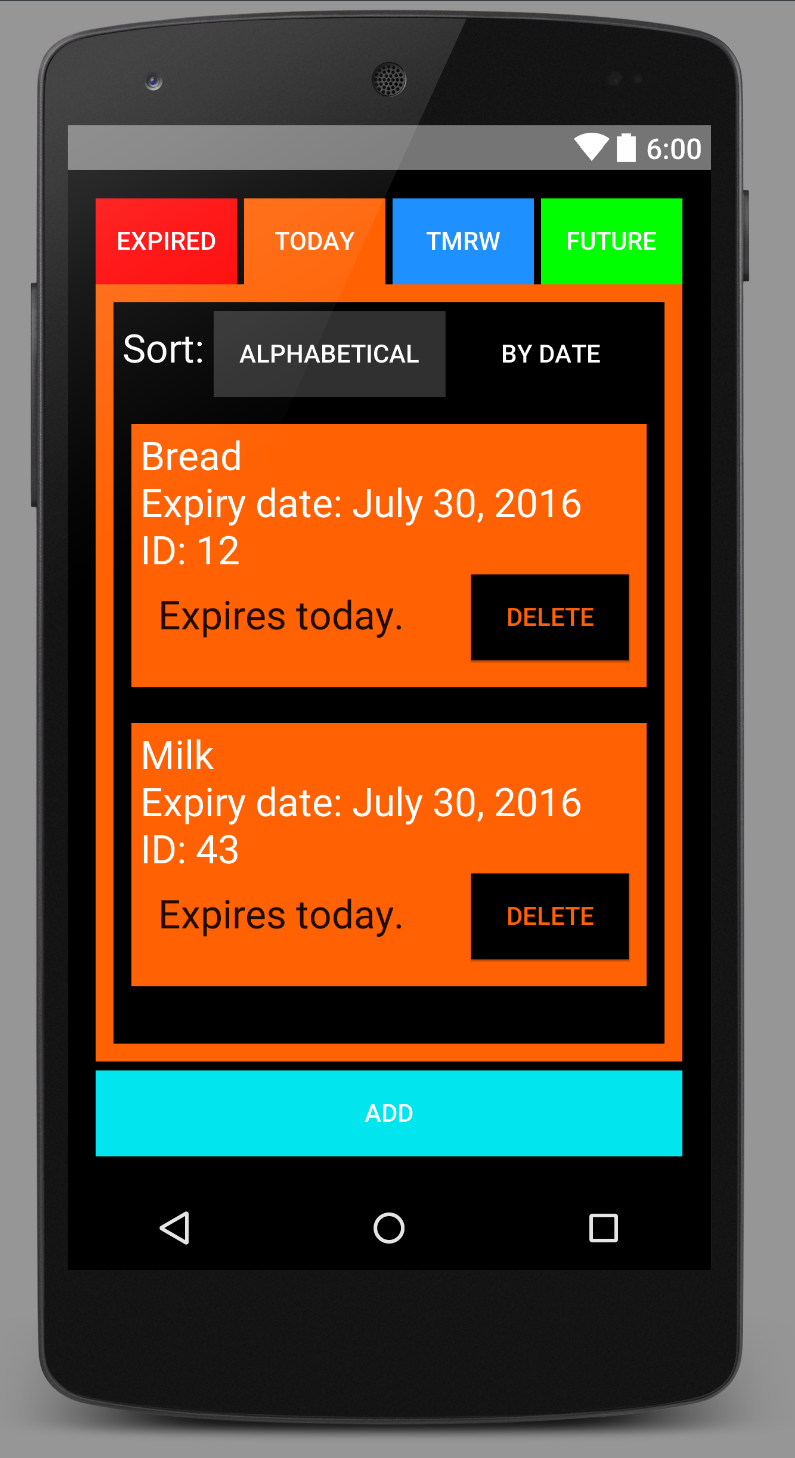 6:00
EXPIRED TODAY TMRW FUTURE
Sort: ALPHABETICAL BY DATE
Bread
Expiry date: July 30, 2016
ID: 12
Expires today. DELETE
Milk
Expiry date: July 30, 2016
ID: 43
Expires today. DELETE
ADD